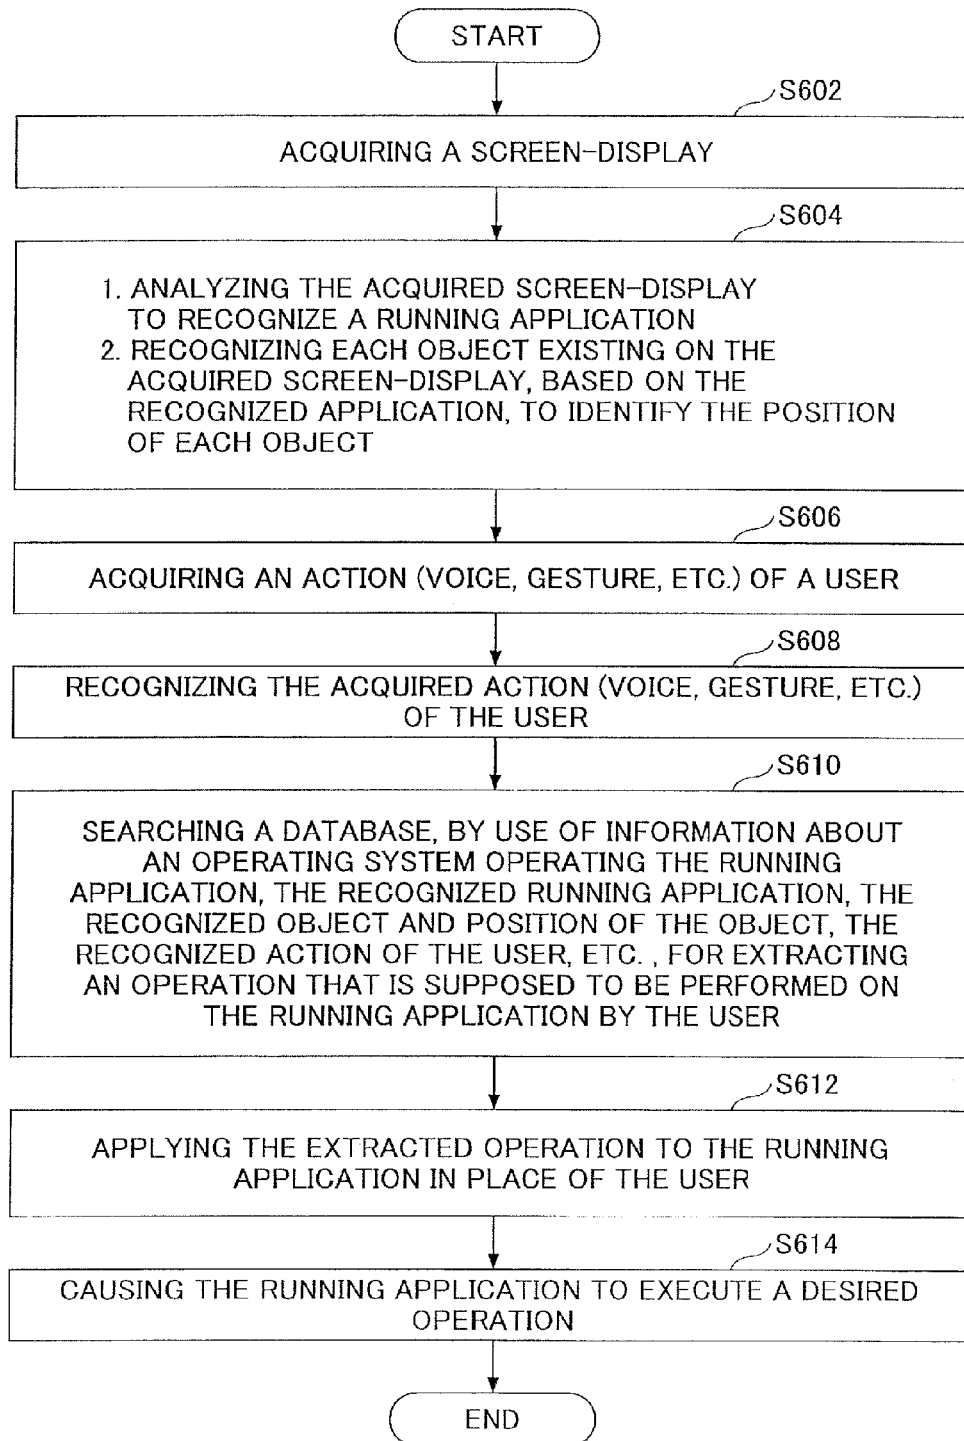 START
S602
ACQUIRING A SCREEN-DISPLAY
S604
1. ANALYZING THE ACQUIRED SCREEN-DISPLAY
TO RECOGNIZE A RUNNING APPLICATION
2. RECOGNIZING EACH OBJECT EXISTING ON THE
ACQUIRED SCREEN-DISPLAY, BASED ON THE
RECOGNIZED APPLICATION, TO IDENTIFY THE POSITION
OF EACH OBJECT
S606
ACQUIRING AN ACTION (VOICE, GESTURE, ETC.) OF A USER
S608
RECOGNIZING THE ACQUIRED ACTION (VOICE, GESTURE, ETC.)
OF THE USER
S610
SEARCHING A DATABASE, BY USE OF INFORMATION ABOUT
AN OPERATING SYSTEM OPERATING THE RUNNING
APPLICATION, THE RECOGNIZED RUNNING APPLICATION, THE
RECOGNIZED OBJECT AND POSITION OF THE OBJECT, THE
RECOGNIZED ACTION OF THE USER, ETC. , FOR EXTRACTING
AN OPERATION THAT IS SUPPOSED TO BE PERFORMED ON
THE RUNNING APPLICATION BY THE USER
S612
APPLYING THE EXTRACTED OPERATION TO THE RUNNING
APPLICATION IN PLACE OF THE USER
S614
CAUSING THE RUNNING APPLICATION TO EXECUTE A DESIRED
OPERATION
END